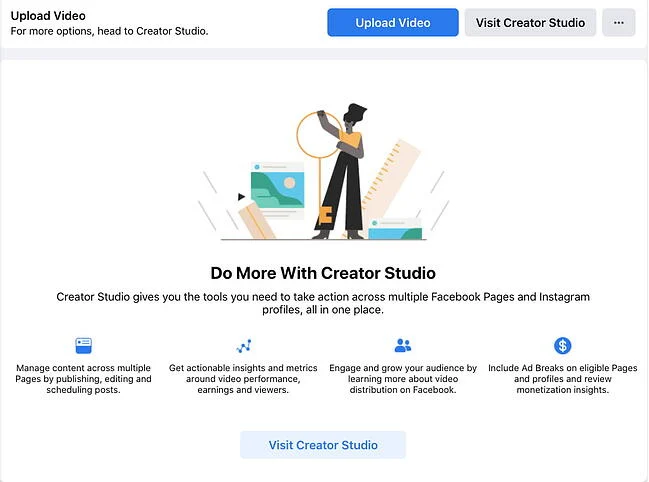 Upload Video
For more options, head to Creator Studio.
Upload Video
Visit Creator Studio
Do More With Creator Studio
Creator Studio gives you the tools you need to take action across multiple Facebook Pages and Instagram
profiles, all in one place.
Manage content across multiple
Pages by publishing, editing and
scheduling posts.
Get actionable insights and metrics
around video performance,
earnings and viewers.
Engage and grow your audience by
learning more about video
distribution on Facebook.
Include Ad Breaks on eligible Pages
and profiles and review
monetization insights.
Visit Creator Studio